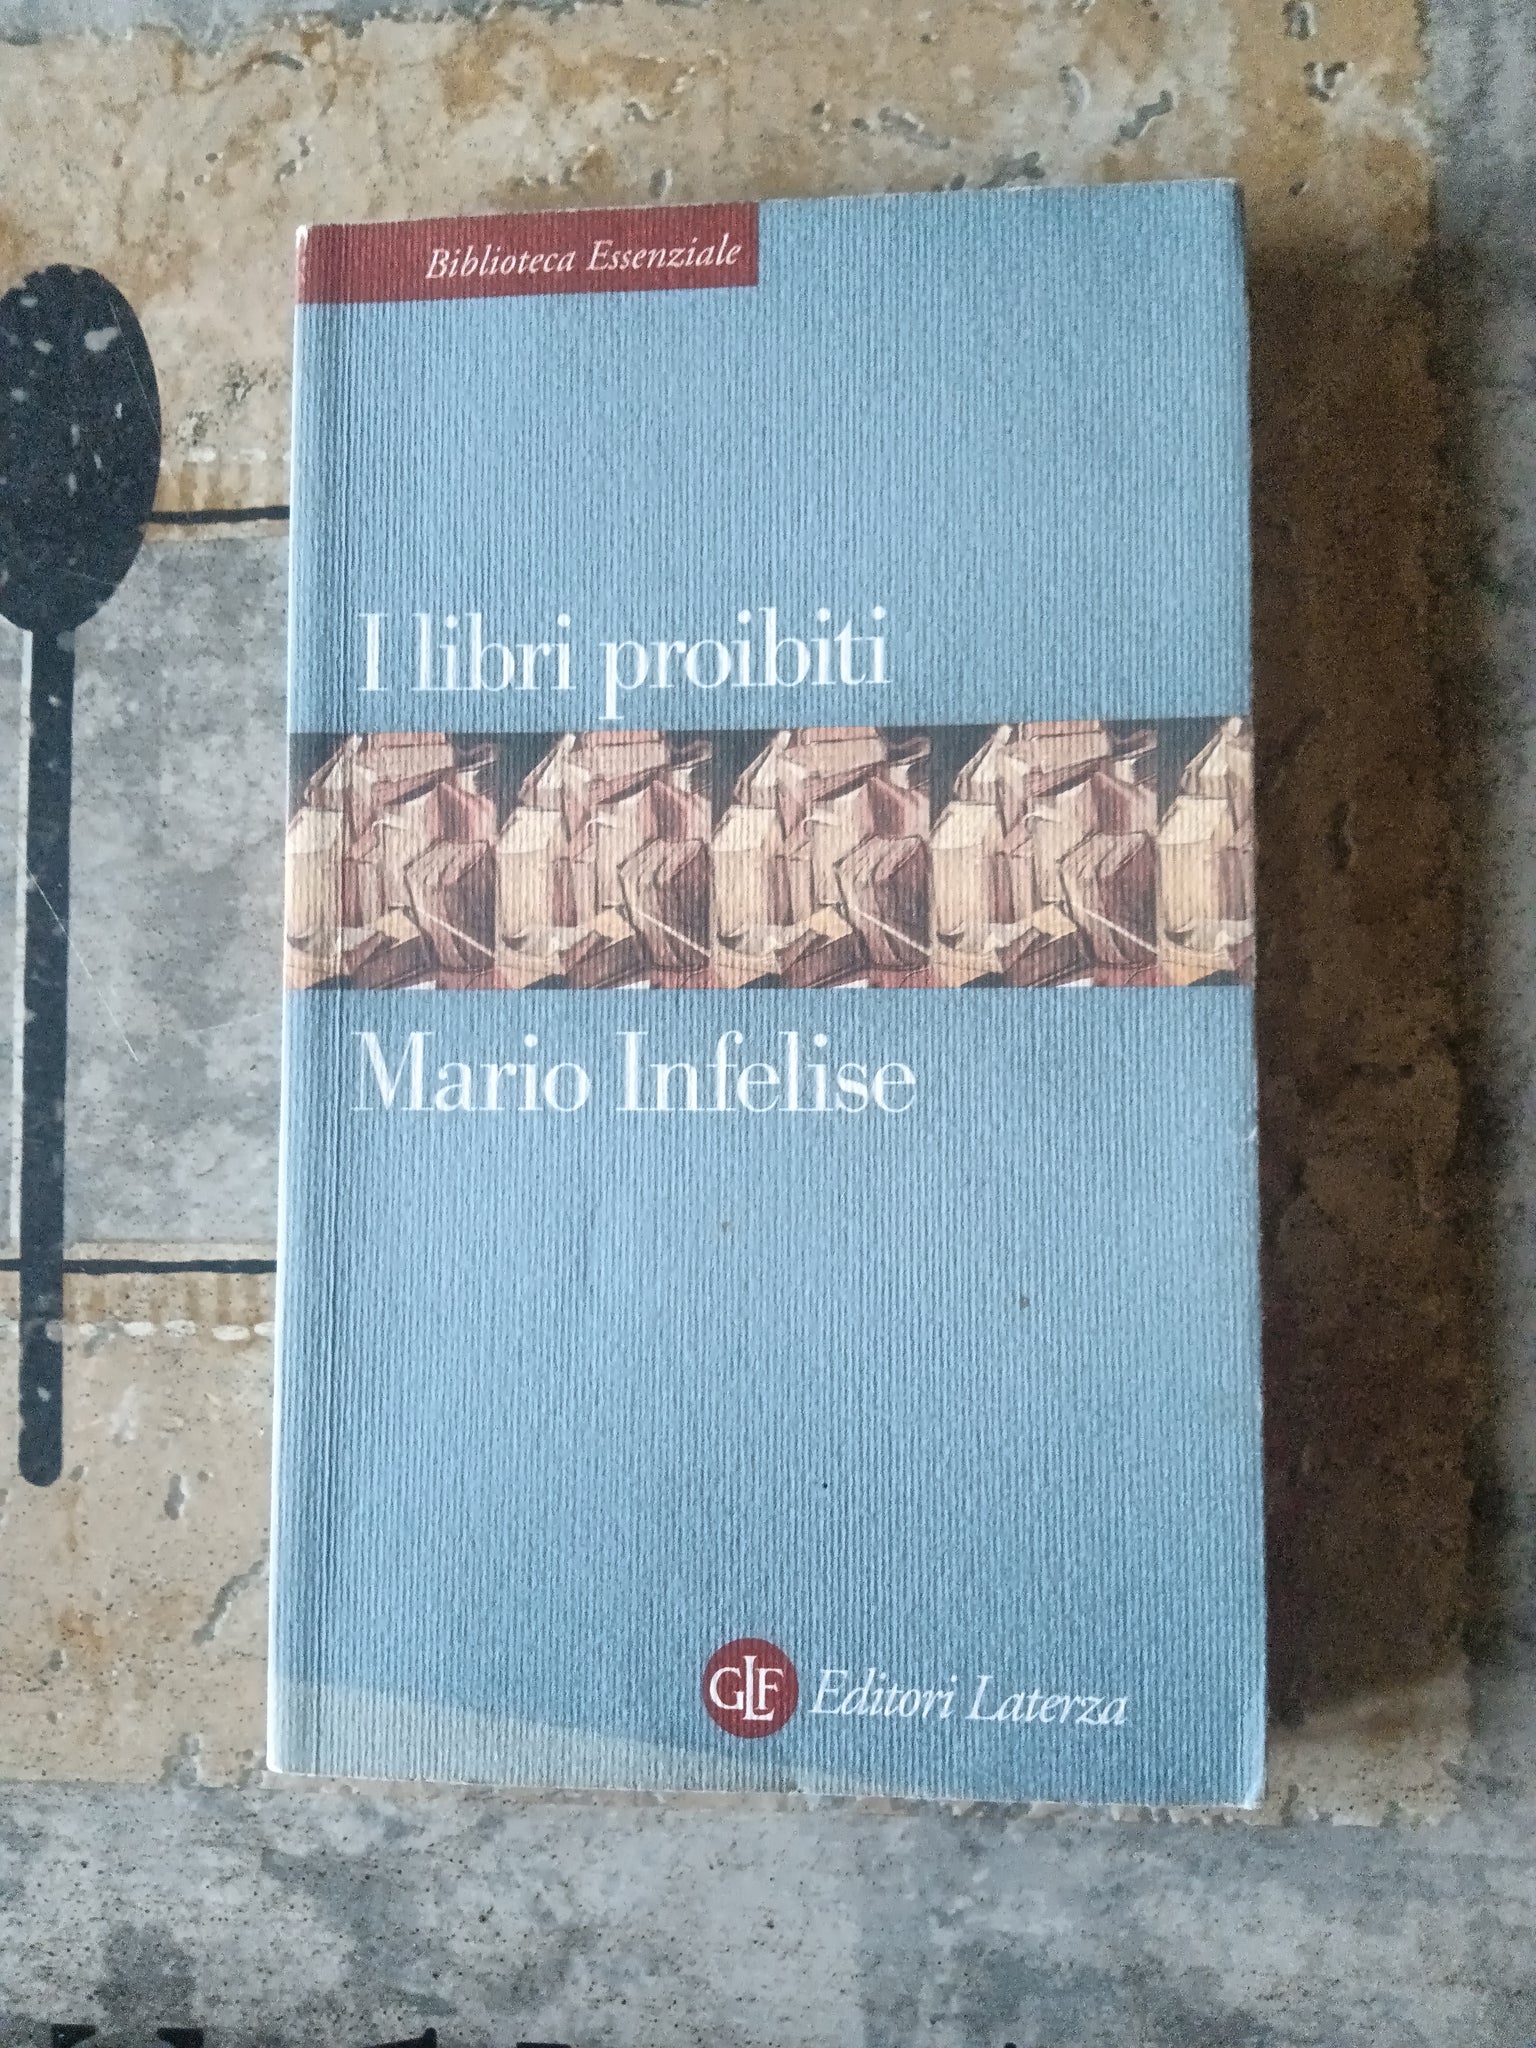 Biblioteca Essenziale
I libri proibiti
Mario Infelise
GLF Editori Laterza